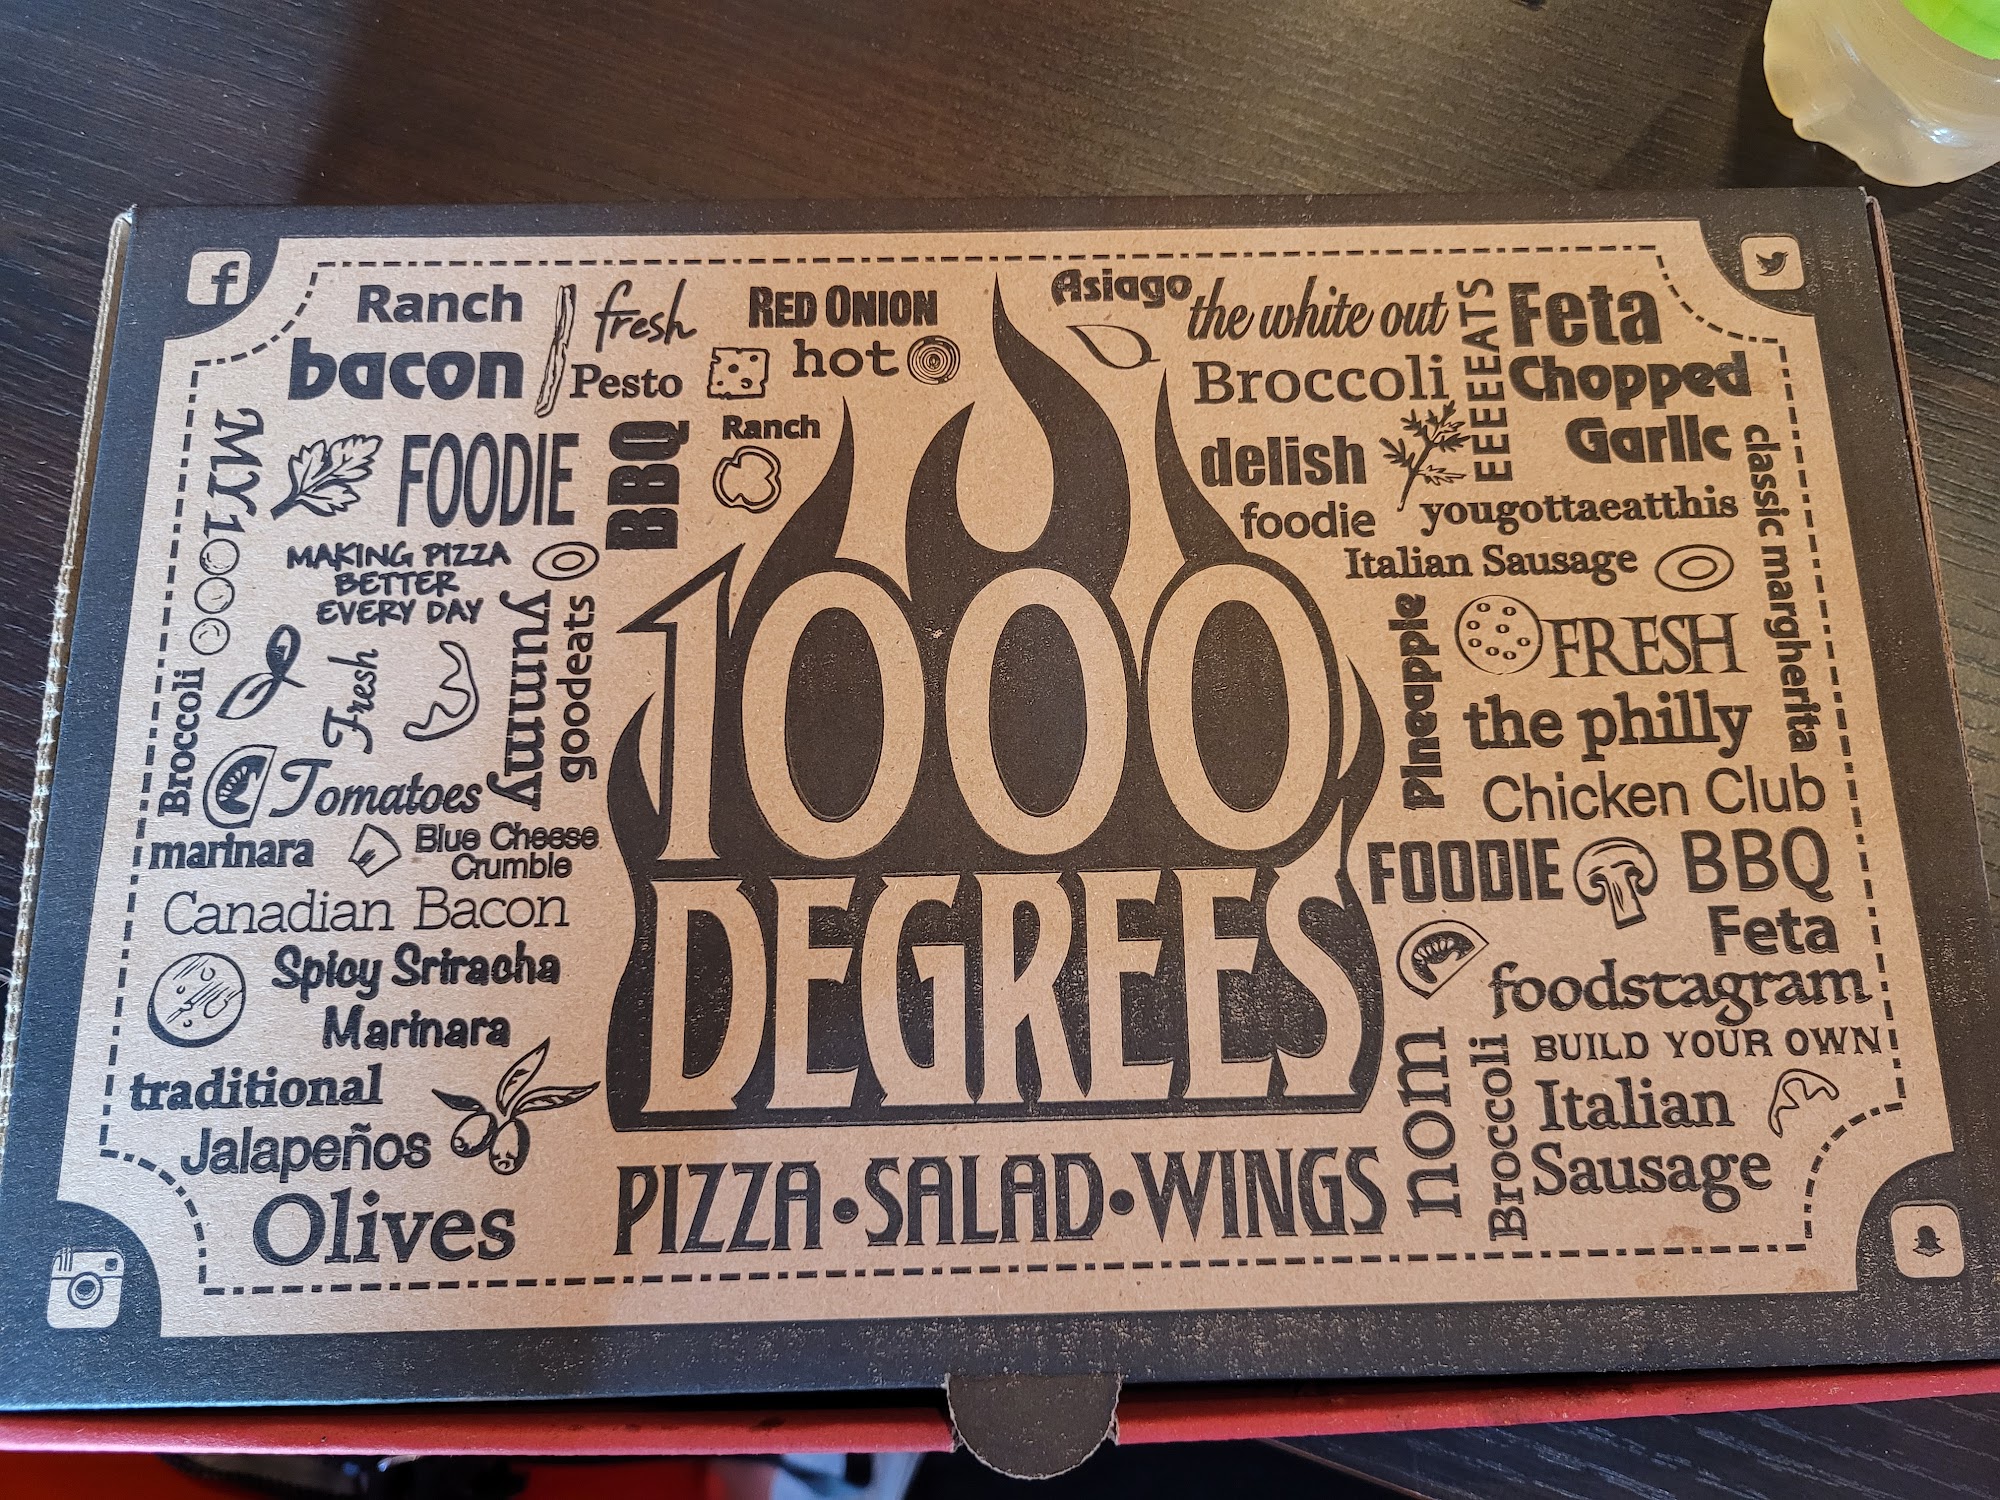 Ranch
bacon
fresh
Pesto
RED ONION
hot
Ranch
BBQ
MY1
FOODIE
MAKING PIZZA
BETTER
EVERY DAY
yummy
goodeats
Fresh
Broccoli
Tomatoes
marinara
Blue Cheese
Crumble
Canadian Bacon
Spicy Sriracha
Marinara
traditional
Jalapeños
Olives
1000
DEGREES
PIZZA•SALAD•WINGS
Asiago
the white out
Broccoli
EEEEEATS
Feta
Chopped
Garlic
delish
foodie
yougottaeatthis
Italian Sausage
classic margherita
Pineapple
FRESH
the philly
Chicken Club
FOODIE
BBQ
Feta
foodstagram
nom
Broccoli
BUILD YOUR OWN!
Italian
Sausage